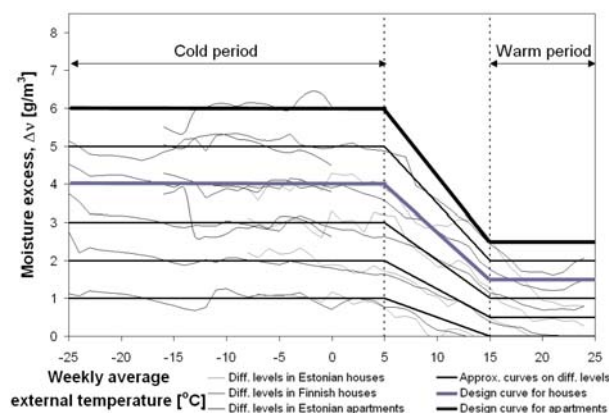 8
Cold period
Warm period
7
6
5
4
3
2
1
0
Moisture excess, Δν [g/m³]
-25 -20 -15 -10 -5 0 5 10 15 20 25
Weekly average
external temperature [°C]
Diff. levels in Estonian houses
Diff. levels in Finnish houses
Diff. levels in Estonian apartments
Approx. curves on diff. levels
Design curve for houses
Design curve for apartments